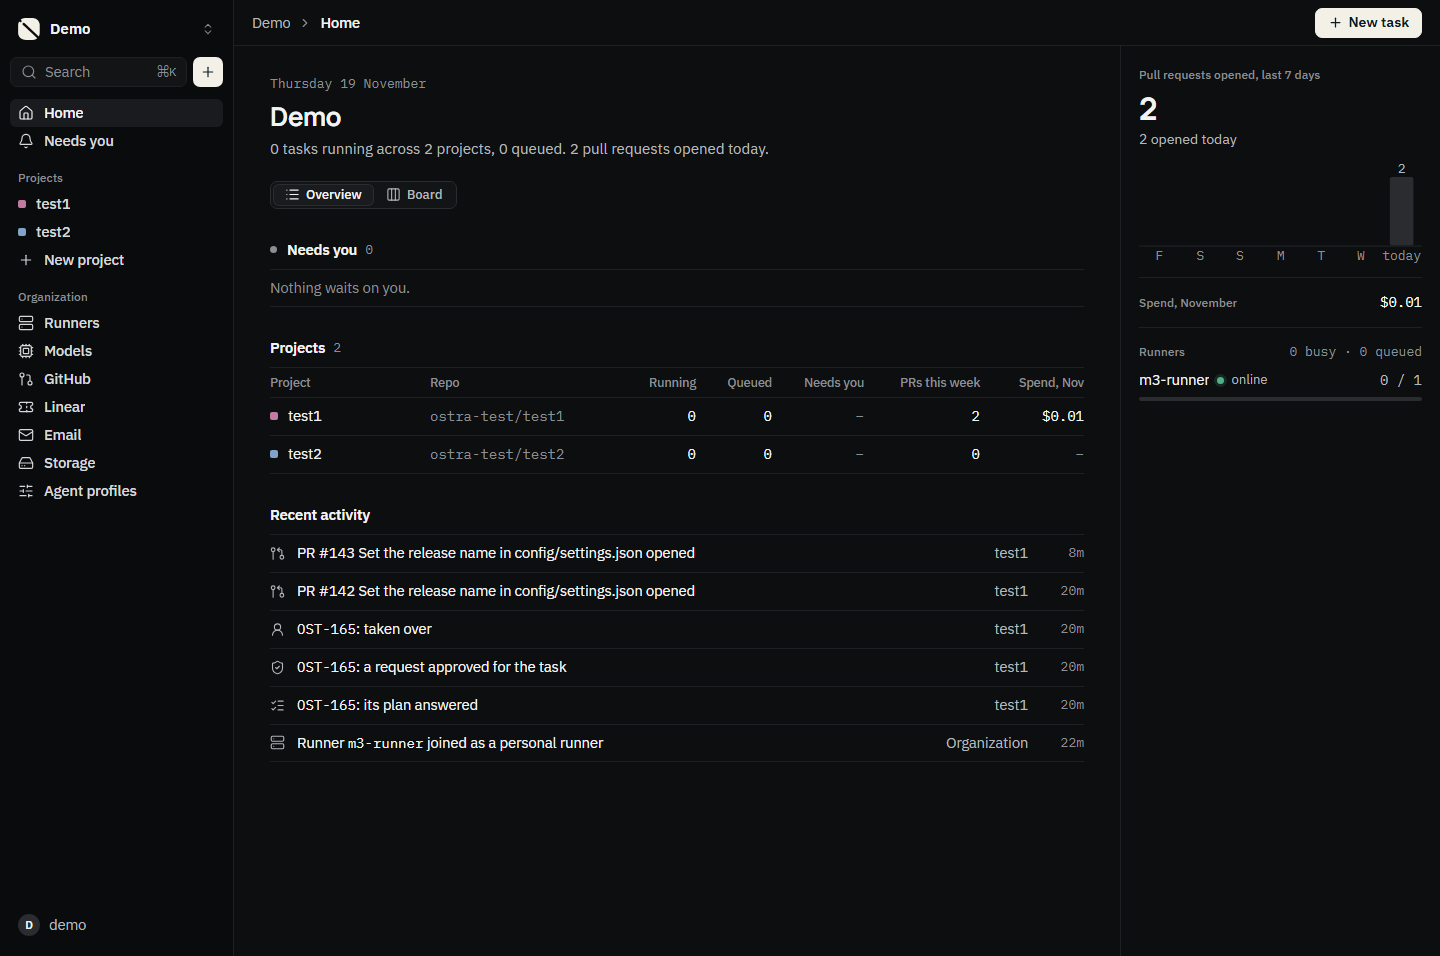 Demo
Search ⌘K
Home
Needs you
Projects
test1
test2
New project
Organization
Runners
Models
GitHub
Linear
Email
Storage
Agent profiles
D demo
Demo > Home
New task
Thursday 19 November
Demo
0 tasks running across 2 projects, 0 queued. 2 pull requests opened today.
Overview Board
Needs you 0
Nothing waits on you.
Projects 2
Project Repo Running Queued Needs you PRs this week Spend, Nov
test1 ostra-test/test1 0 0 – 2 $0.01
test2 ostra-test/test2 0 0 – 0 –
Recent activity
PR #143 Set the release name in config/settings.json opened test1 8m
PR #142 Set the release name in config/settings.json opened test1 20m
OST-165: taken over test1 20m
OST-165: a request approved for the task test1 20m
OST-165: its plan answered test1 20m
Runner m3-runner joined as a personal runner Organization 22m
Pull requests opened, last 7 days
2
2 opened today
2
F S S M T W today
Spend, November $0.01
Runners 0 busy · 0 queued
m3-runner online 0 / 1